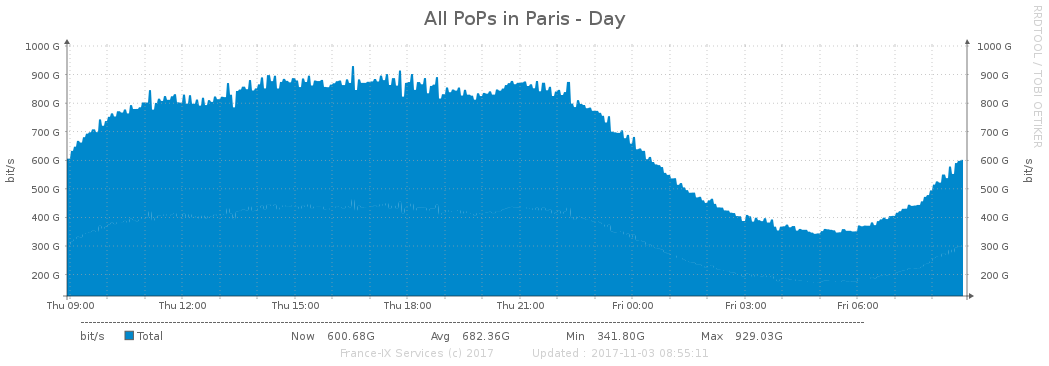 All PoPs in Paris - Day
RRDTOOL / TOBI OETIKER
bit/s
1000 G
900 G
800 G
700 G
600 G
500 G
400 G
300 G
200 G
1000 G
900 G
800 G
700 G
600 G
500 G
400 G
300 G
200 G
bit/s
Thu 09:00 Thu 12:00 Thu 15:00 Thu 18:00 Thu 21:00 Fri 00:00 Fri 03:00 Fri 06:00
bit/s Total Now 600.68G Avg 682.36G Min 341.80G Max 929.03G
France-IX Services (c) 2017 Updated : 2017-11-03 08:55:11